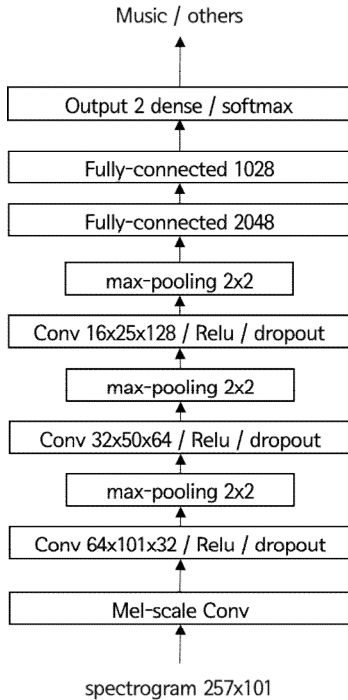 Music / others
Output 2 dense / softmax
Fully-connected 1028
Fully-connected 2048
max-pooling 2x2
Conv 16x25x128 / Relu / dropout
max-pooling 2x2
Conv 32x50x64 / Relu / dropout
max-pooling 2x2
Conv 64x101x32 / Relu / dropout
Mel-scale Conv
spectrogram 257x101